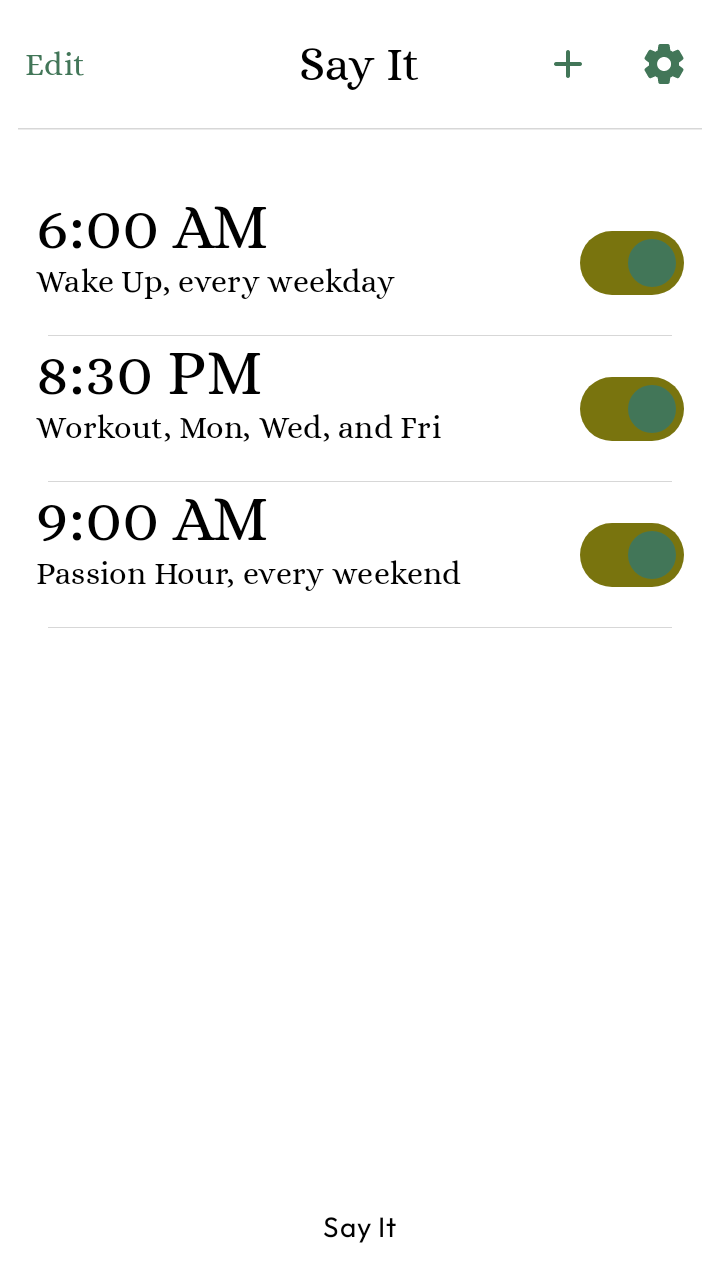 Edit
Say It
6:00 AM
Wake Up, every weekday
8:30 PM
Workout, Mon, Wed, and Fri
9:00 AM
Passion Hour, every weekend
Say It